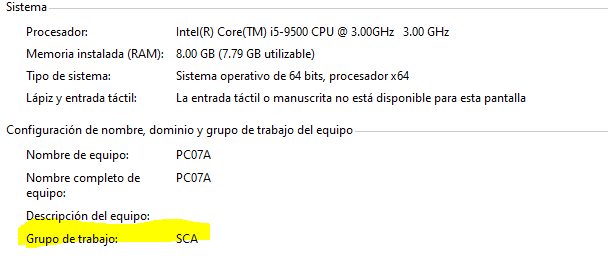 Sistema
Procesador: Intel(R) Core(TM) i5-9500 CPU @ 3.00GHz 3.00 GHz
Memoria instalada (RAM): 8.00 GB (7.79 GB utilizable)
Tipo de sistema: Sistema operativo de 64 bits, procesador x64
Lápiz y entrada táctil: La entrada táctil o manuscrita no está disponible para esta pantalla
Configuración de nombre, dominio y grupo de trabajo del equipo
Nombre de equipo: PC07A
Nombre completo de PC07A
equipo:
Descripción del equipo:
Grupo de trabajo: SCA